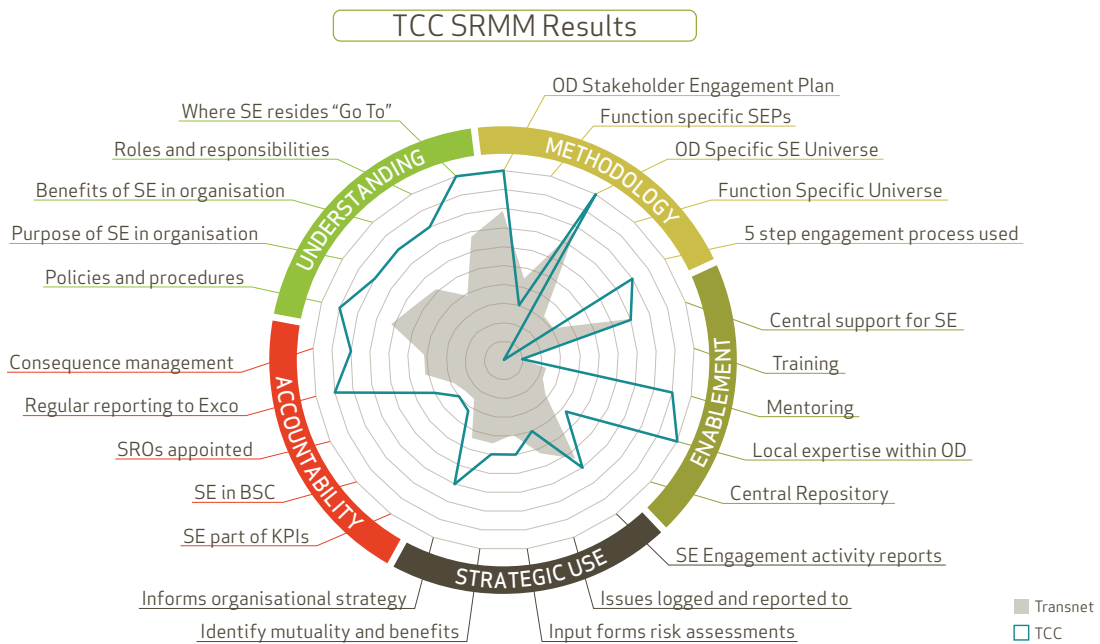 TCC SRMM Results
OD Stakeholder Engagement Plan
Where SE resides “Go To”
Function specific SEPs
Roles and responsibilities
OD Specific SE Universe
Benefits of SE in organisation
Function Specific Universe
Purpose of SE in organisation
5 step engagement process used
Policies and procedures
Central support for SE
Consequence management
Training
Regular reporting to Exco
Mentoring
SROs appointed
Local expertise within OD
SE in BSC
Central Repository
SE part of KPIs
SE Engagement activity reports
Informs organisational strategy
Issues logged and reported to
Identify mutuality and benefits
Input forms risk assessments
UNDERSTANDING
METHODOLOGY
ENABLEMENT
STRATEGIC USE
ACCOUNTABILITY
Transnet
TCC